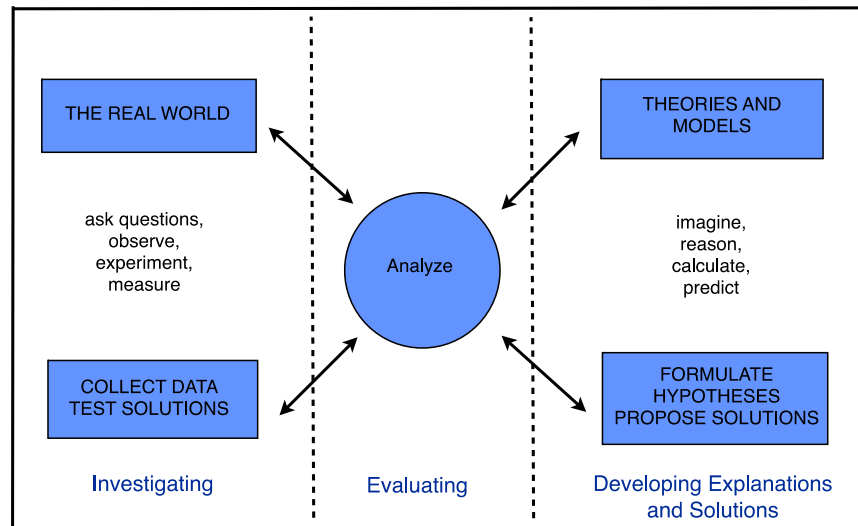 THE REAL WORLD
ask questions,
observe,
experiment,
measure
COLLECT DATA
TEST SOLUTIONS
Investigating
Analyze
Evaluating
THEORIES AND
MODELS
imagine,
reason,
calculate,
predict
FORMULATE
HYPOTHESES
PROPOSE SOLUTIONS
Developing Explanations
and Solutions